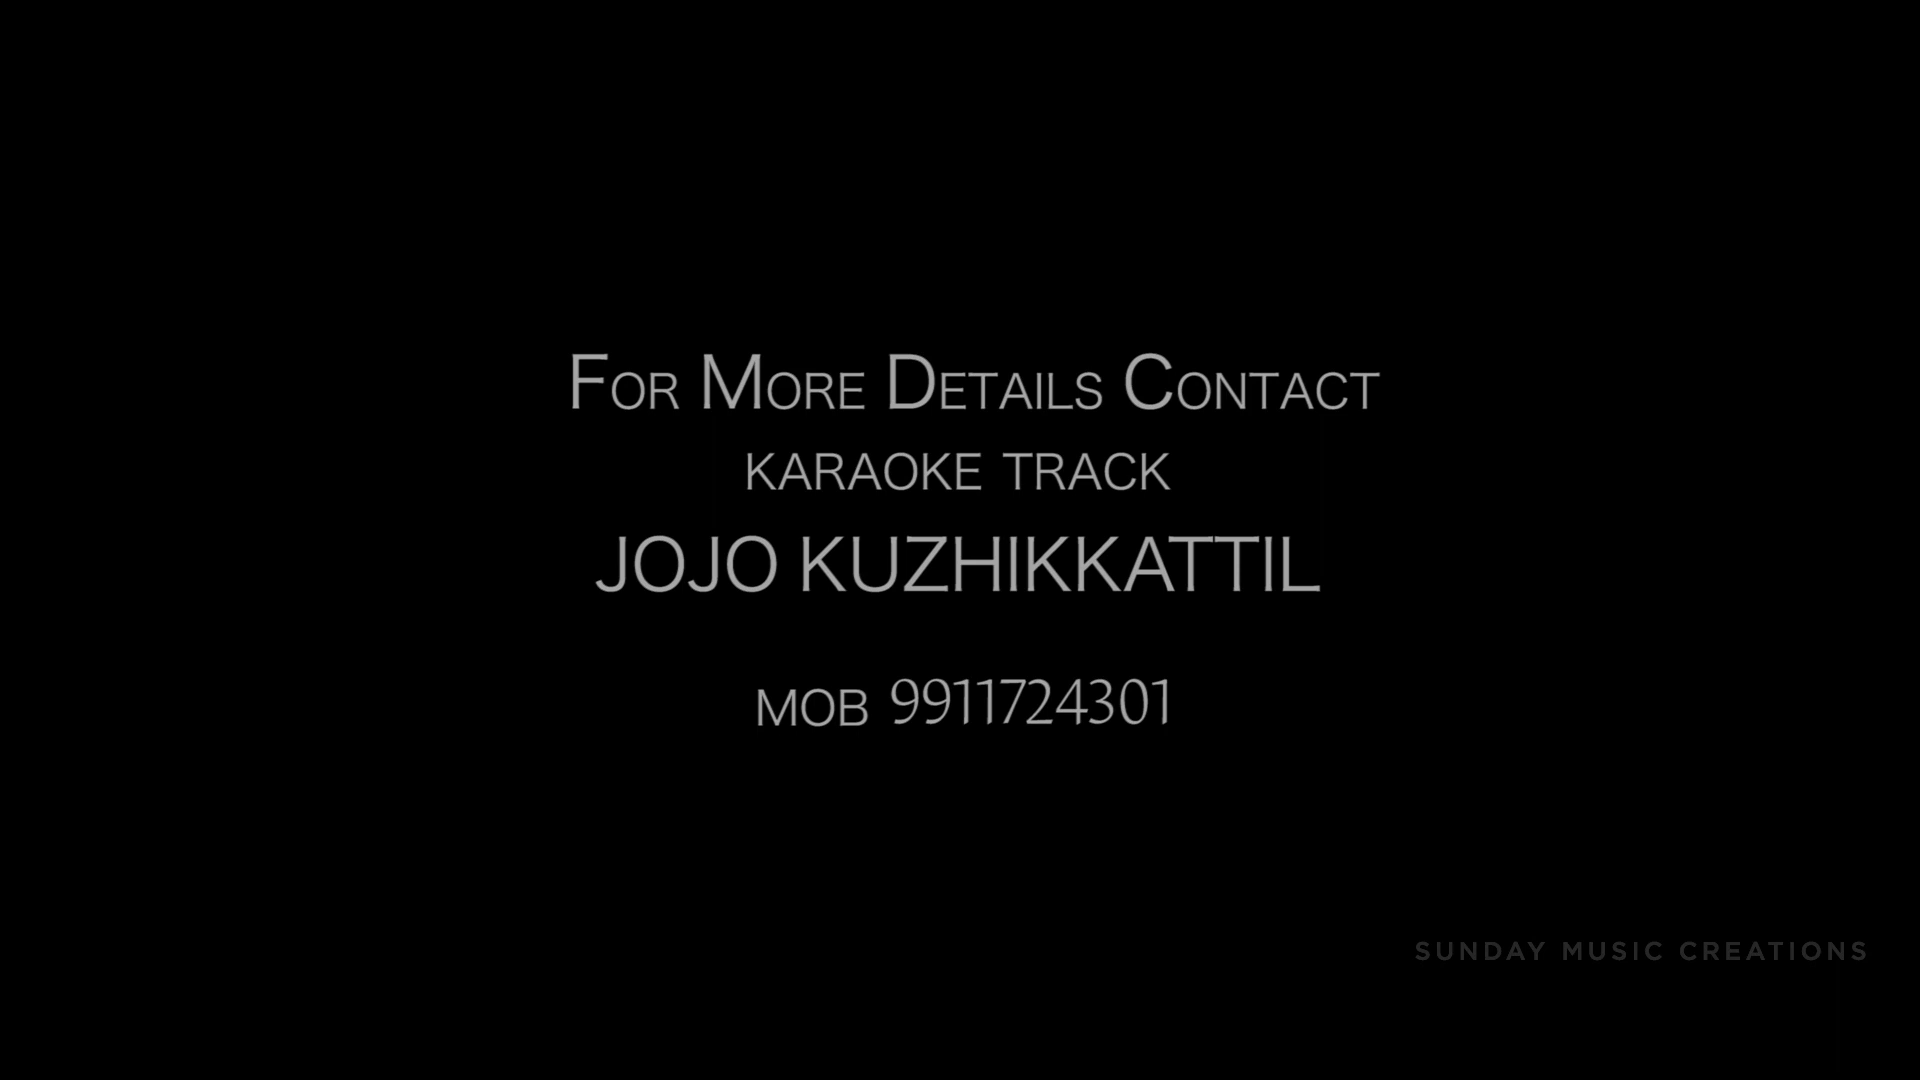 For More Details Contact
KARAOKE TRACK
JOJO KUZHIKKATTIL
MOB 9911724301
SUNDAY MUSIC CREATIONS